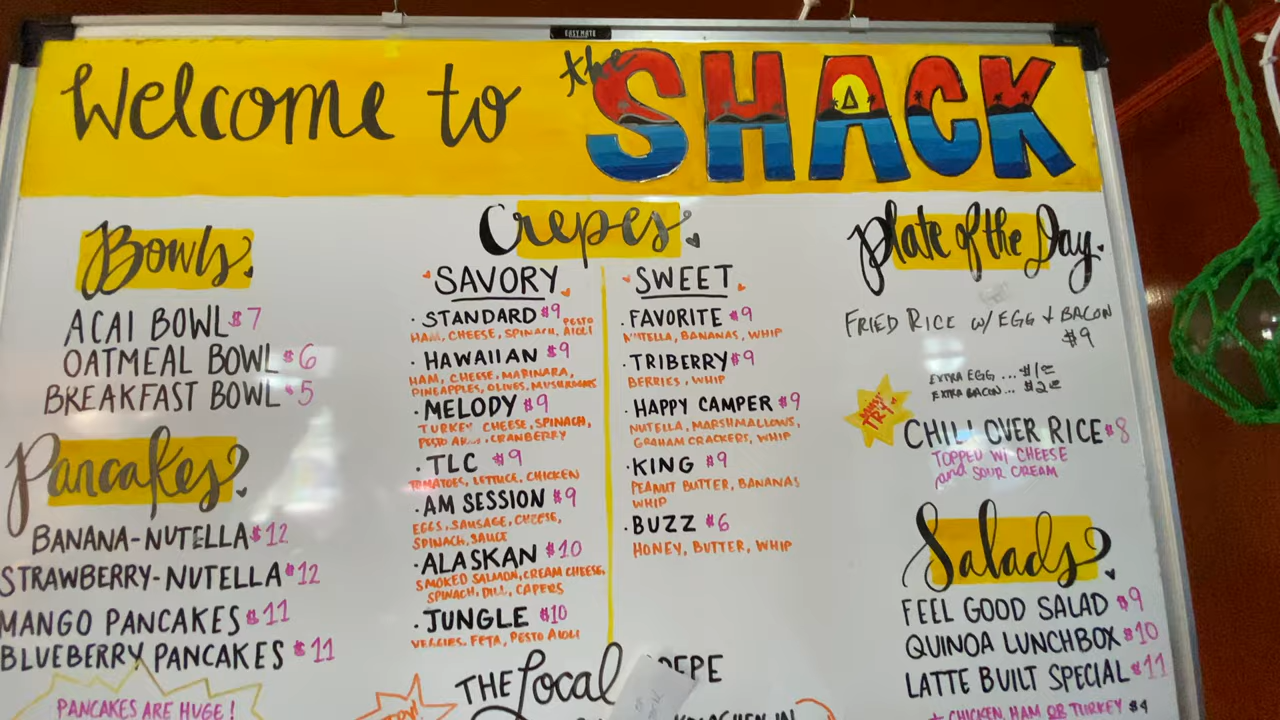 EASY MATE
Welcome to the SHACK
Bowls.
ACAI BOWL $7
OATMEAL BOWL $6
BREAKFAST BOWL $5
Pancakes
BANANA-NUTELLA $12
STRAWBERRY-NUTELLA $12
MANGO PANCAKES $11
BLUEBERRY PANCAKES $11
PANCAKES ARE HUGE!
Crepes.
SAVORY
· STANDARD $9
HAM, CHEESE, SPINACH, PESTO AIOLI
· HAWAIIAN $9
HAM, CHEESE, MARINARA,
PINEAPPLES, OLIVES, MUSHROOMS
· MELODY $9
TURKEY CHEESE, SPINACH,
PESTO CRANBERRY
· TLC $9
TOMATOES, LETTUCE, CHICKEN
· AM SESSION $9
EGGS, SAUSAGE, CHEESE,
SPINACH, SAUCE
· ALASKAN $10
SMOKED SALMON, CREAM CHEESE,
SPINACH, DILL, CAPERS
· JUNGLE $10
VEGGIES, FETA, PESTO AIOLI
SWEET
· FAVORITE $9
NUTELLA, BANANAS, WHIP
· TRIBERRY $9
BERRIES, WHIP
· HAPPY CAMPER $9
NUTELLA, MARSHMALLOWS,
GRAHAM CRACKERS, WHIP
· KING $9
PEANUT BUTTER, BANANAS
WHIP
· BUZZ $6
HONEY, BUTTER, WHIP
THE Local
Plate of the Day.
FRIED RICE W/ EGG + BACON
$9
EXTRA EGG ... $1
EXTRA BACON ... $2
TRY
CHILI OVER RICE $8
TOPPED W/ CHEESE
and SOUR CREAM
Salads
FEEL GOOD SALAD $9
QUINOA LUNCHBOX $10
LATTE BUILT SPECIAL $11
+ CHICKEN, HAM OR TURKEY $4